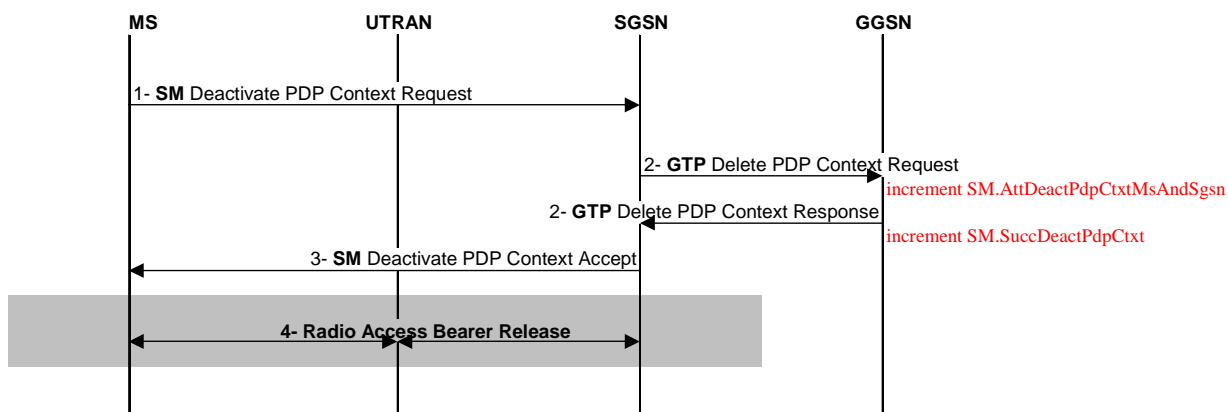 MS UTRAN SGSN GGSN
1- SM Deactivate PDP Context Request
2- GTP Delete PDP Context Request
increment SM.AttDeactPdpCtxtMsAndSgsn
2- GTP Delete PDP Context Response
increment SM.SuccDeactPdpCtxt
3- SM Deactivate PDP Context Accept
4- Radio Access Bearer Release